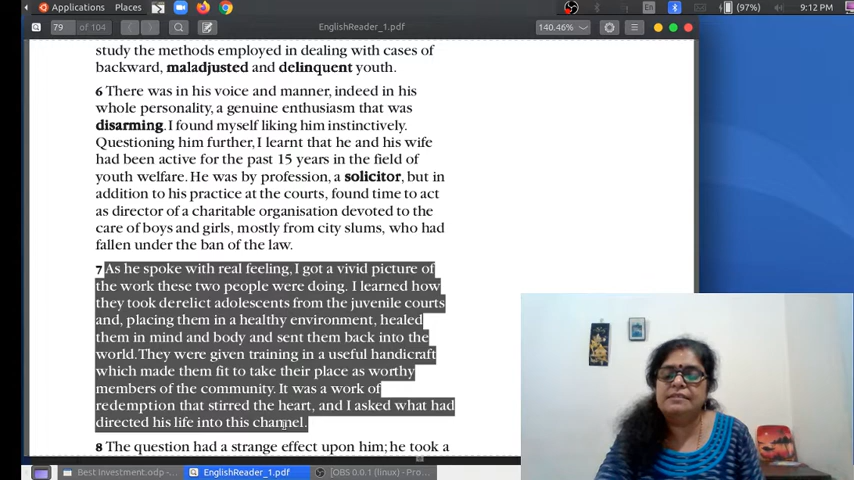 Applications Places En (97%) 9:12 PM
79 of 104 EnglishReader_1.pdf 140.46%
study the methods employed in dealing with cases of
backward, maladjusted and delinquent youth.
6 There was in his voice and manner, indeed in his
whole personality, a genuine enthusiasm that was
disarming. I found myself liking him instinctively.
Questioning him further, I learnt that he and his wife
had been active for the past 15 years in the field of
youth welfare. He was by profession, a solicitor, but in
addition to his practice at the courts, found time to act
as director of a charitable organisation devoted to the
care of boys and girls, mostly from city slums, who had
fallen under the ban of the law.
7 As he spoke with real feeling, I got a vivid picture of
the work these two people were doing. I learned how
they took derelict adolescents from the juvenile courts
and, placing them in a healthy environment, healed
them in mind and body and sent them back into the
world. They were given training in a useful handicraft
which made them fit to take their place as worthy
members of the community. It was a work of
redemption that stirred the heart, and I asked what had
directed his life into this channel.
8 The question had a strange effect upon him; he took a
Best Investment.odp -... EnglishReader_1.pdf [OBS 0.0.1 (linux) - Pro...